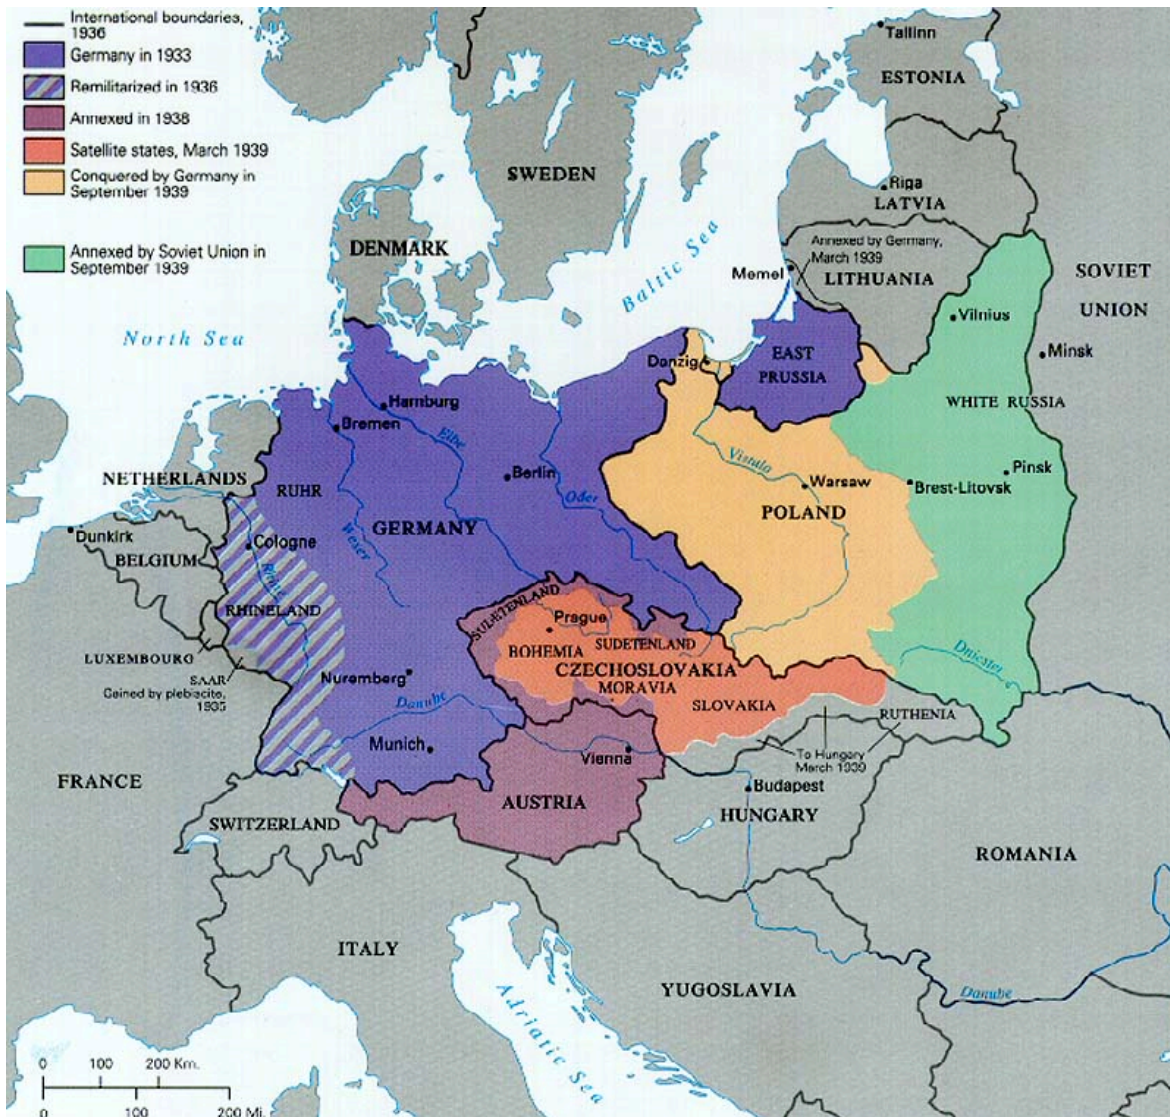 International boundaries,
1936
Germany in 1933
Remilitarized in 1936
Annexed in 1938
Satellite states, March 1939
Conquered by Germany in
September 1939
Annexed by Soviet Union in
September 1939
Tallinn
ESTONIA
SWEDEN
Riga
LATVIA
DENMARK
Baltic Sea
Annexed by Germany,
March 1939
Memel
LITHUANIA
SOVIET
UNION
North Sea
Vilnius
Minsk
Danzig
EAST
PRUSSIA
WHITE RUSSIA
Hamburg
Bremen
Elbe
Berlin
Oder
Vistula
Warsaw
Pinsk
Brest-Litovsk
NETHERLANDS
RUHR
GERMANY
Weser
POLAND
Dunkirk
BELGIUM
Cologne
Rhine
RHINELAND
SUDETENLAND
Prague
BOHEMIA
SUDETENLAND
CZECHOSLOVAKIA
MORAVIA
SLOVAKIA
Dniester
LUXEMBOURG
SAAR
Gained by plebiscite,
1935
Nuremberg
Danube
RUTHENIA
Munich
Vienna
To Hungary
March 1939
FRANCE
AUSTRIA
Budapest
HUNGARY
SWITZERLAND
ROMANIA
ITALY
YUGOSLAVIA
Danube
Adriatic Sea
0 100 200 Km.
0 100 200 Mi.